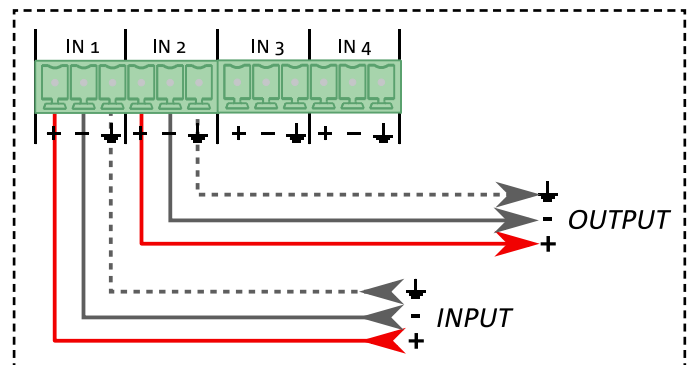 IN 1 IN 2 IN 3 IN 4
+ - + - + - + -
- OUTPUT
+
- INPUT
+